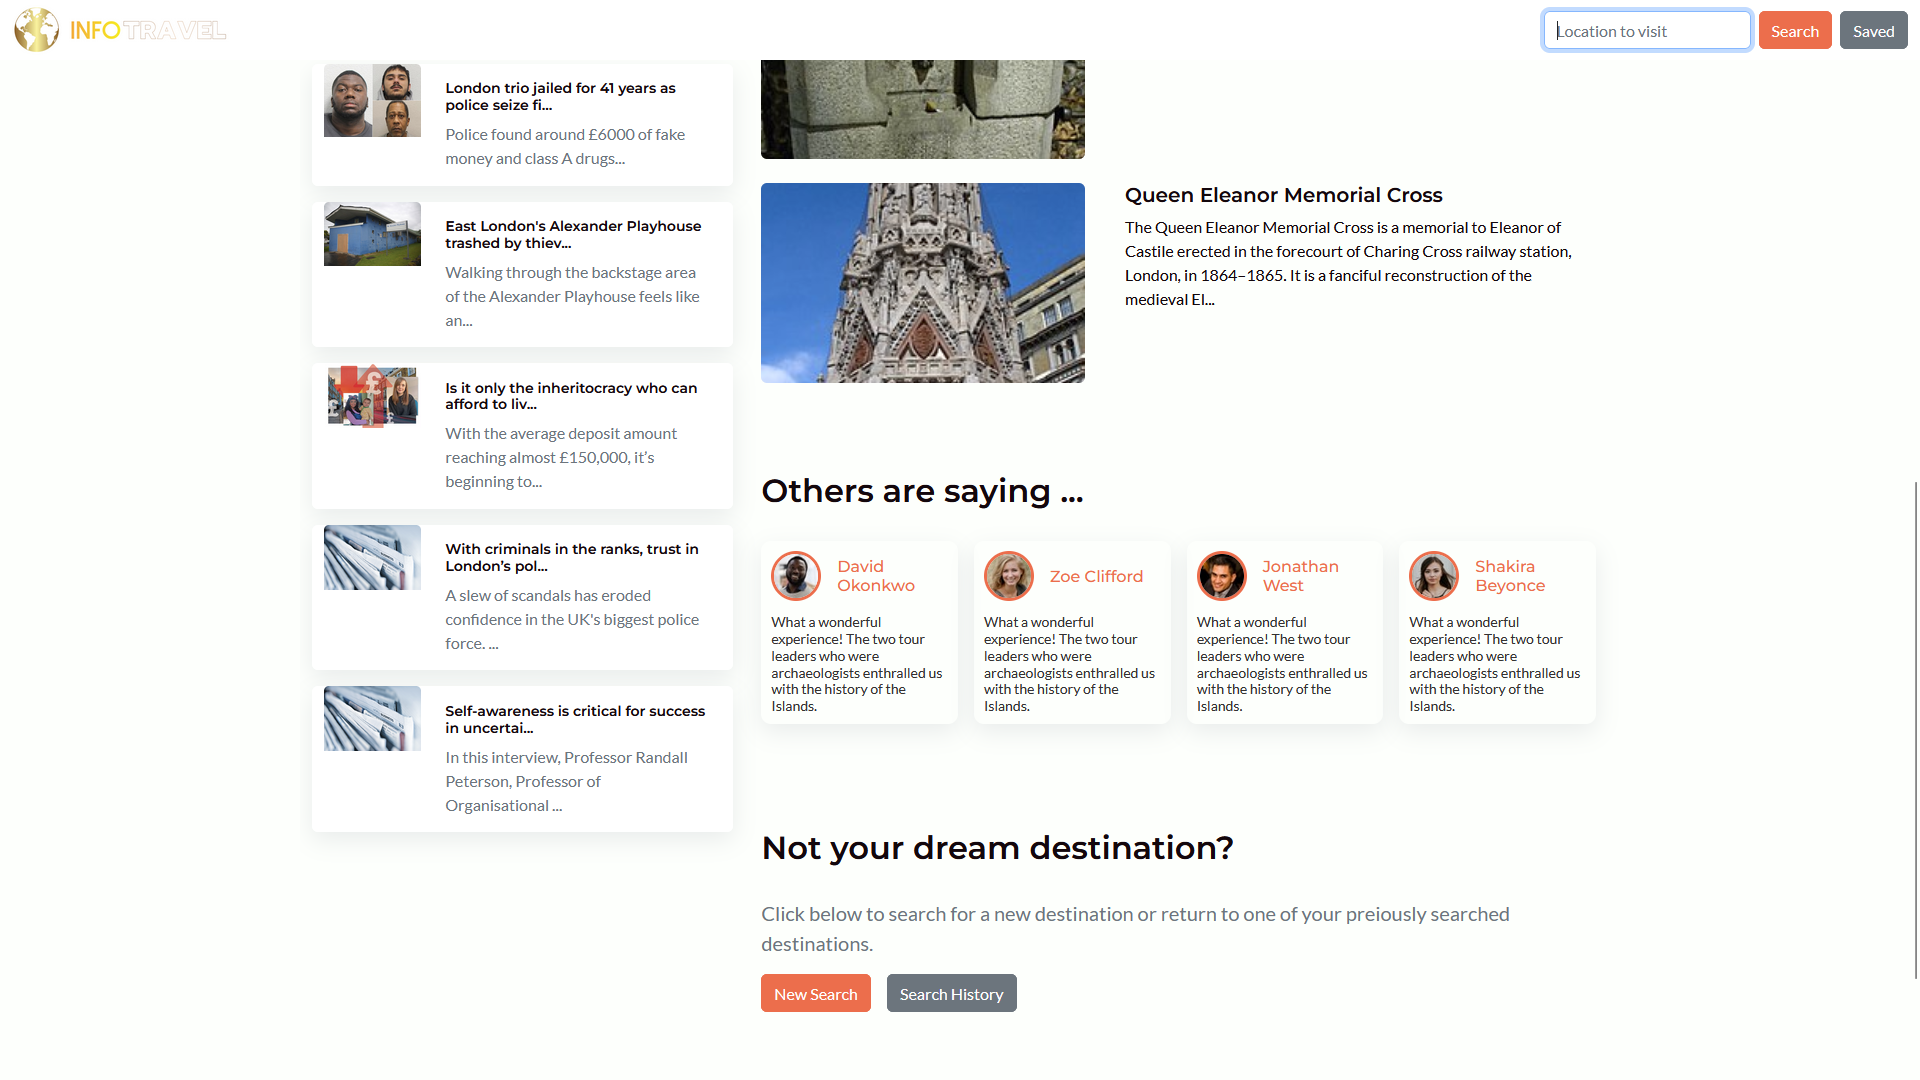 INFO TRAVEL
Location to visit
Search
Saved
London trio jailed for 41 years as
police seize fi...
Police found around £6000 of fake
money and class A drugs...
East London's Alexander Playhouse
trashed by thiev...
Walking through the backstage area
of the Alexander Playhouse feels like
an...
Is it only the inheritocracy who can
afford to liv...
With the average deposit amount
reaching almost £150,000, it’s
beginning to...
With criminals in the ranks, trust in
London’s pol...
A slew of scandals has eroded
confidence in the UK's biggest police
force. ...
Self-awareness is critical for success
in uncertai...
In this interview, Professor Randall
Peterson, Professor of
Organisational ...
Queen Eleanor Memorial Cross
The Queen Eleanor Memorial Cross is a memorial to Eleanor of
Castile erected in the forecourt of Charing Cross railway station,
London, in 1864–1865. It is a fanciful reconstruction of the
medieval El...
Others are saying ...
David
Okonkwo
What a wonderful
experience! The two tour
leaders who were
archaeologists enthralled us
with the history of the
Islands.
Zoe Clifford
What a wonderful
experience! The two tour
leaders who were
archaeologists enthralled us
with the history of the
Islands.
Jonathan
West
What a wonderful
experience! The two tour
leaders who were
archaeologists enthralled us
with the history of the
Islands.
Shakira
Beyonce
What a wonderful
experience! The two tour
leaders who were
archaeologists enthralled us
with the history of the
Islands.
Not your dream destination?
Click below to search for a new destination or return to one of your preiously searched
destinations.
New Search
Search History